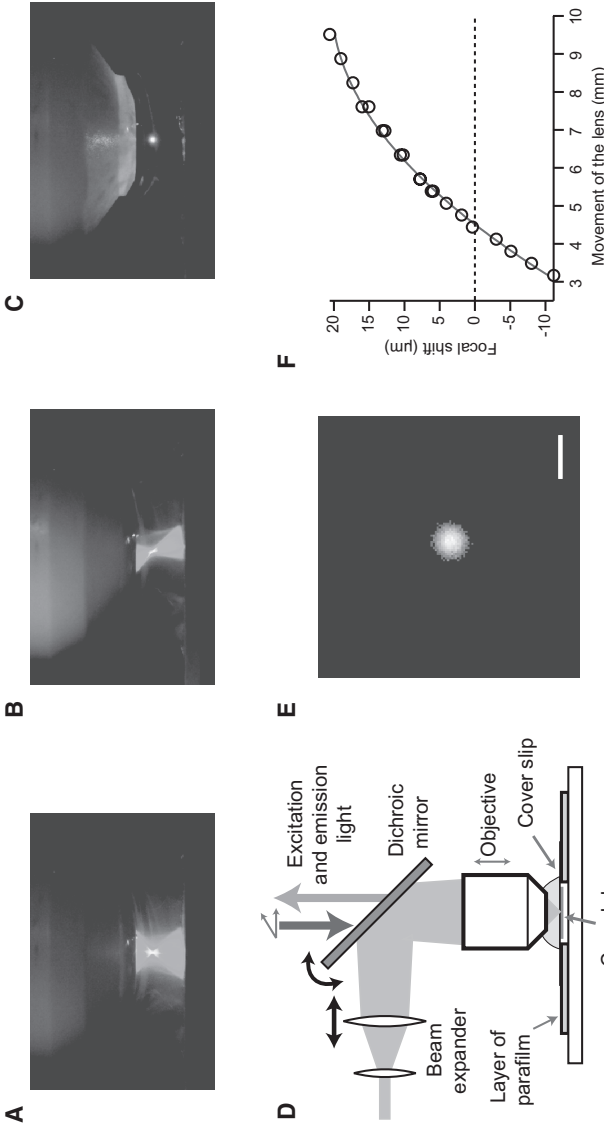 A
B
C
D
Excitation
and emission
light
Dichroic
mirror
Objective
Cover slip
Beam
expander
Layer of
parafilm
E
F
Focal shift (µm)
20
15
10
5
0
-5
-10
3
4
5
6
7
8
9
10
Movement of the lens (mm)